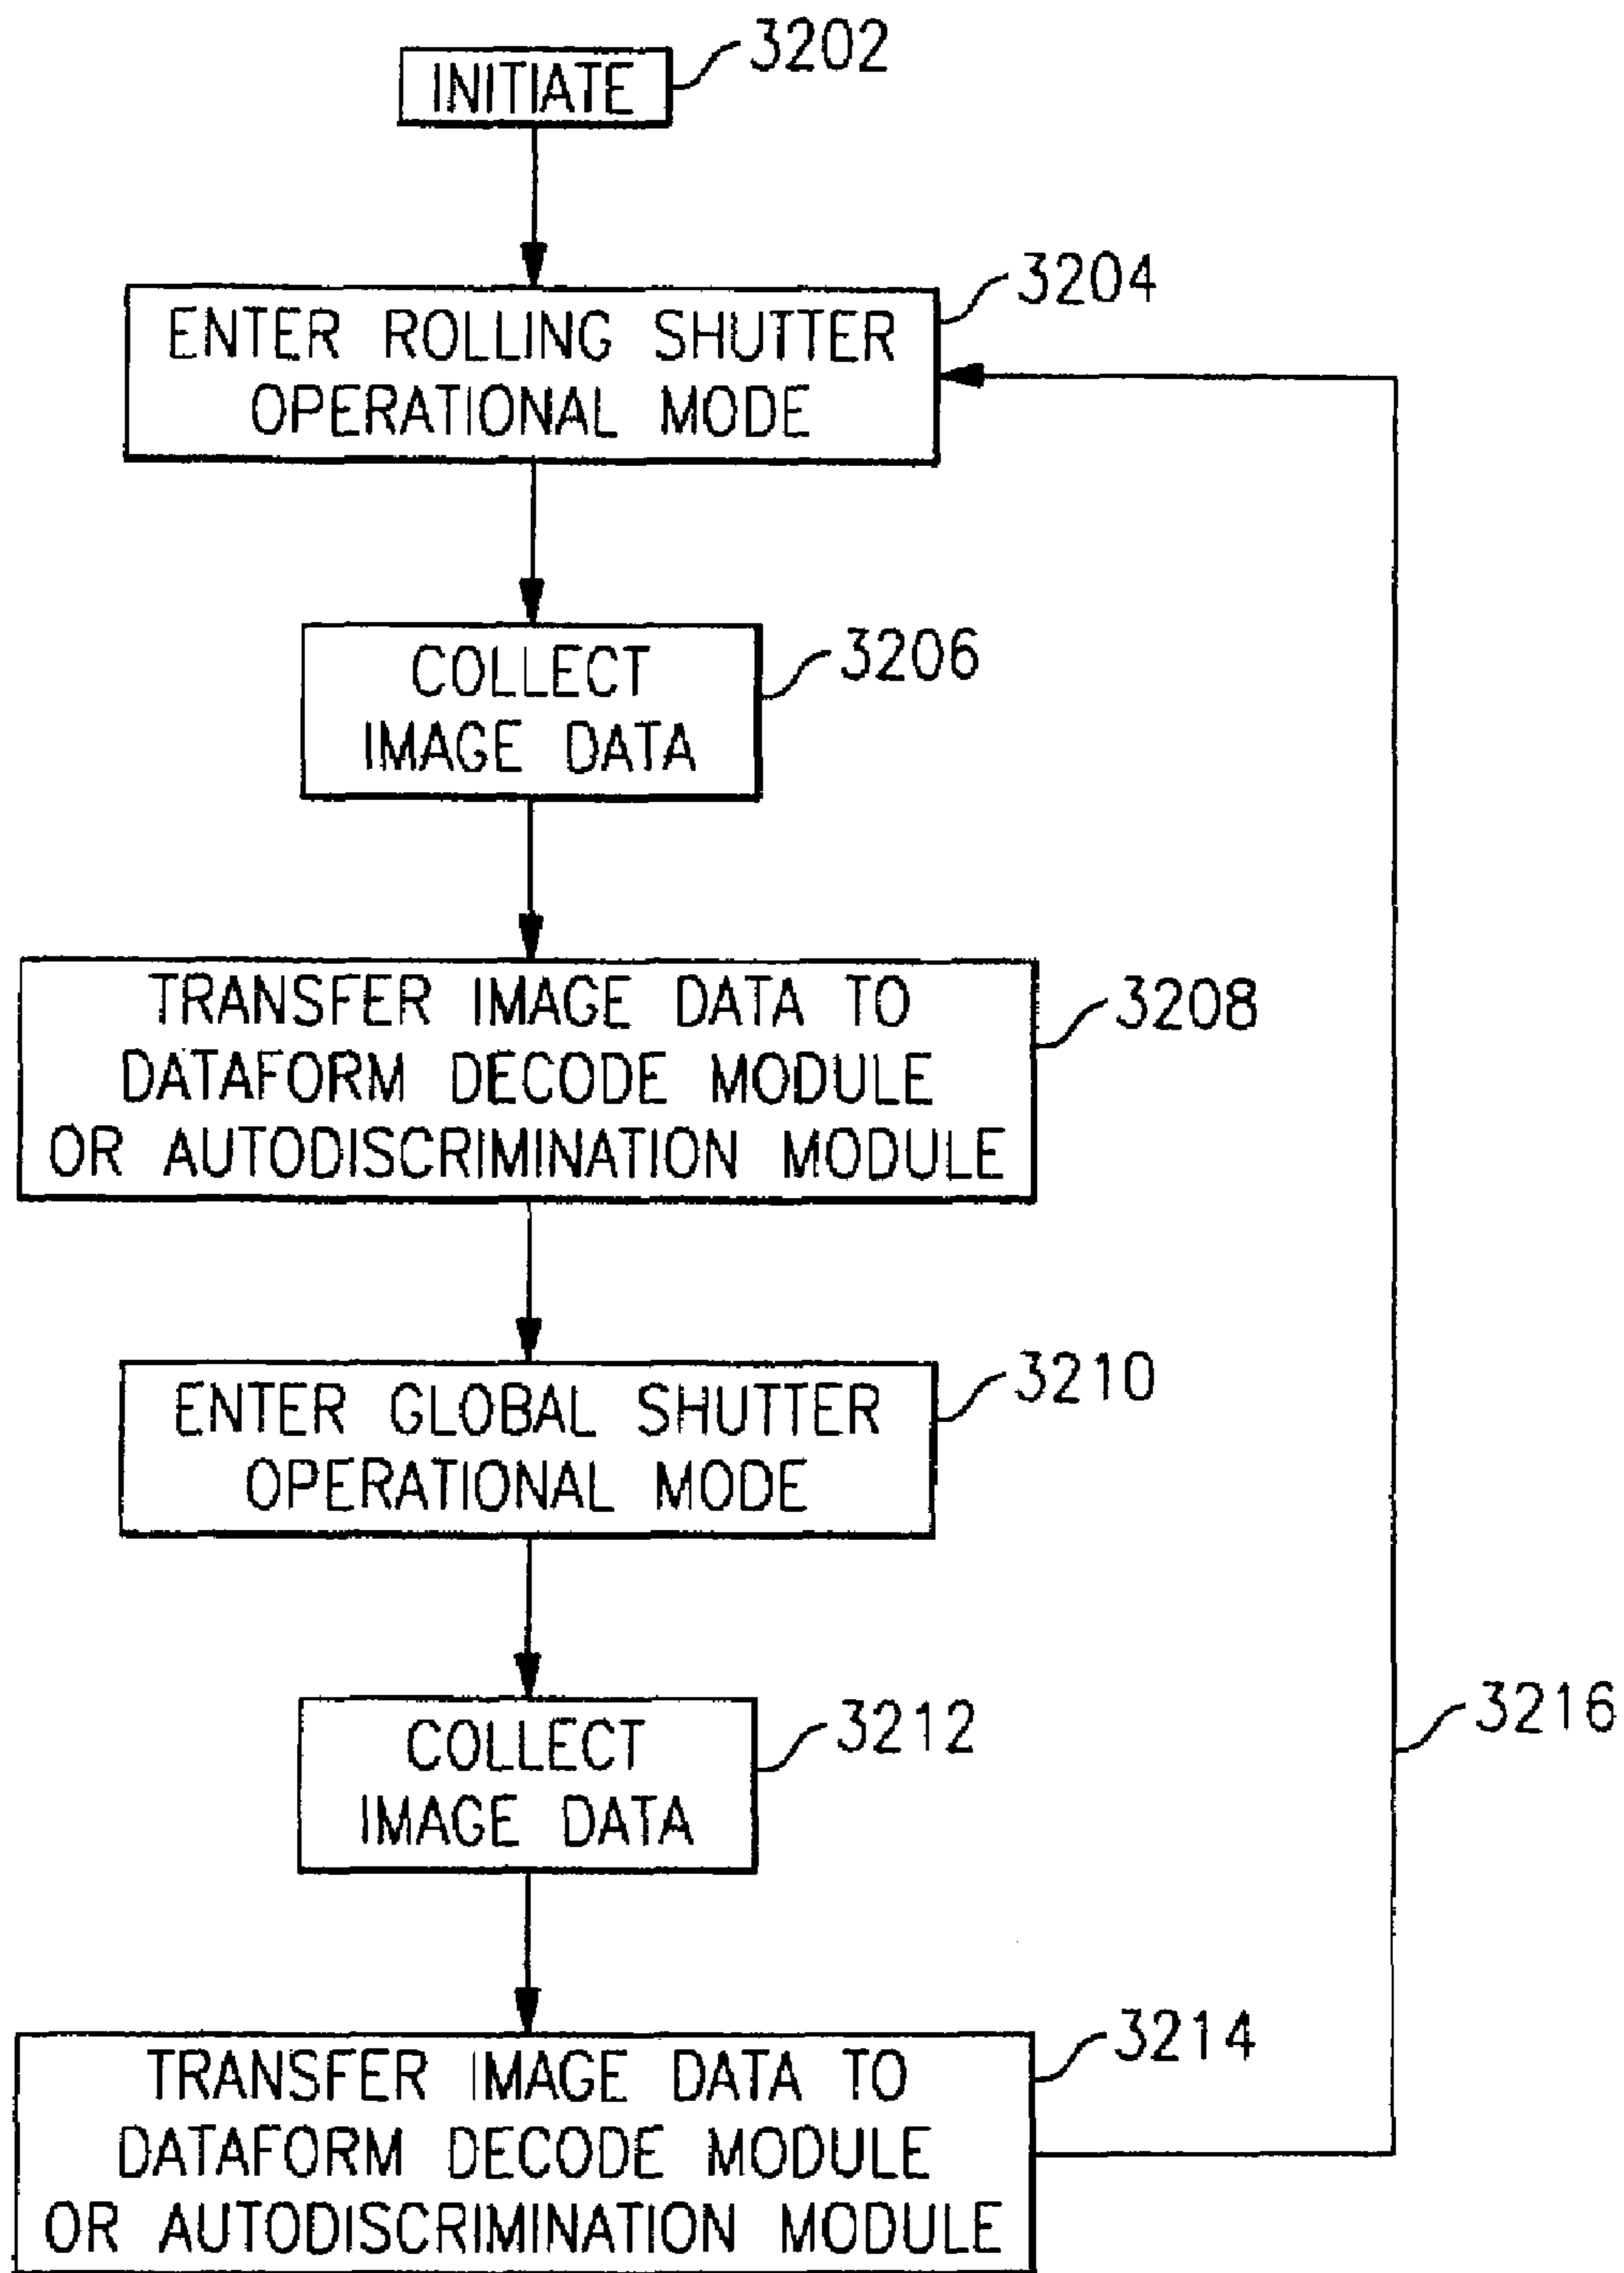 INITIATE
3202
ENTER ROLLING SHUTTER
OPERATIONAL MODE
3204
COLLECT
IMAGE DATA
3206
TRANSFER IMAGE DATA TO
DATAFORM DECODE MODULE
OR AUTODISCRIMINATION MODULE
3208
ENTER GLOBAL SHUTTER
OPERATIONAL MODE
3210
COLLECT
IMAGE DATA
3212
3216
TRANSFER IMAGE DATA TO
DATAFORM DECODE MODULE
OR AUTODISCRIMINATION MODULE
3214